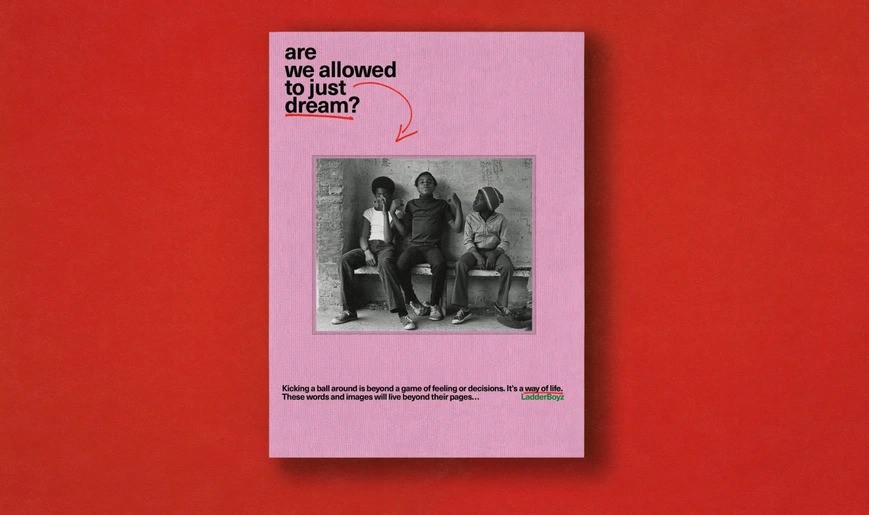 are
we allowed
to just
dream?
Kicking a ball around is beyond a game of feeling or decisions. It's a way of life.
These words and images will live beyond their pages...
LadderBoyz